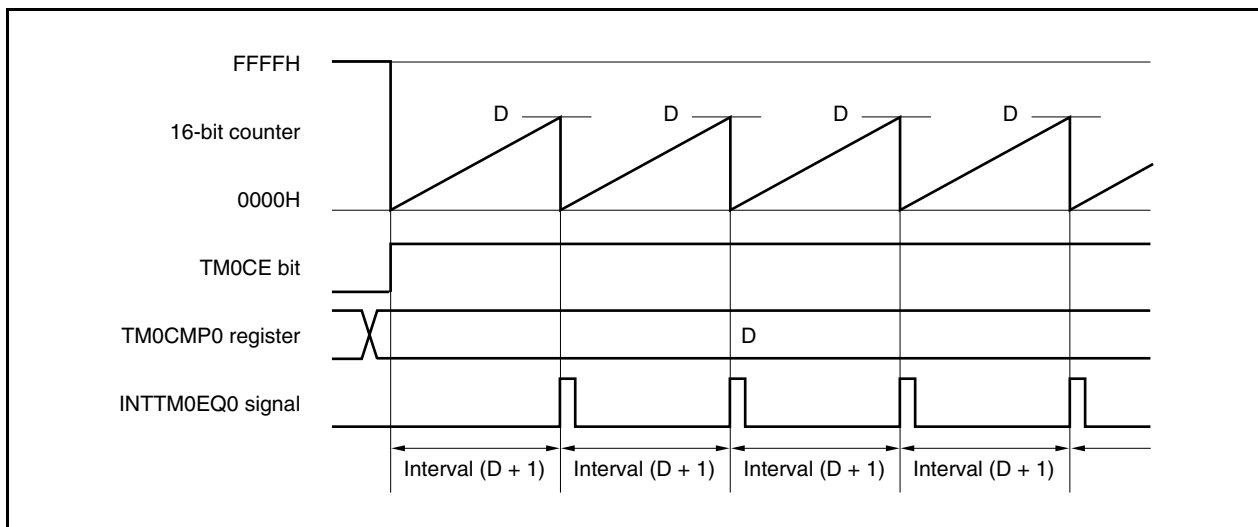 FFFFH
D D D D
16-bit counter
0000H
TM0CE bit
TM0CMP0 register D
INTTM0EQ0 signal
Interval (D + 1) Interval (D + 1) Interval (D + 1) Interval (D + 1)